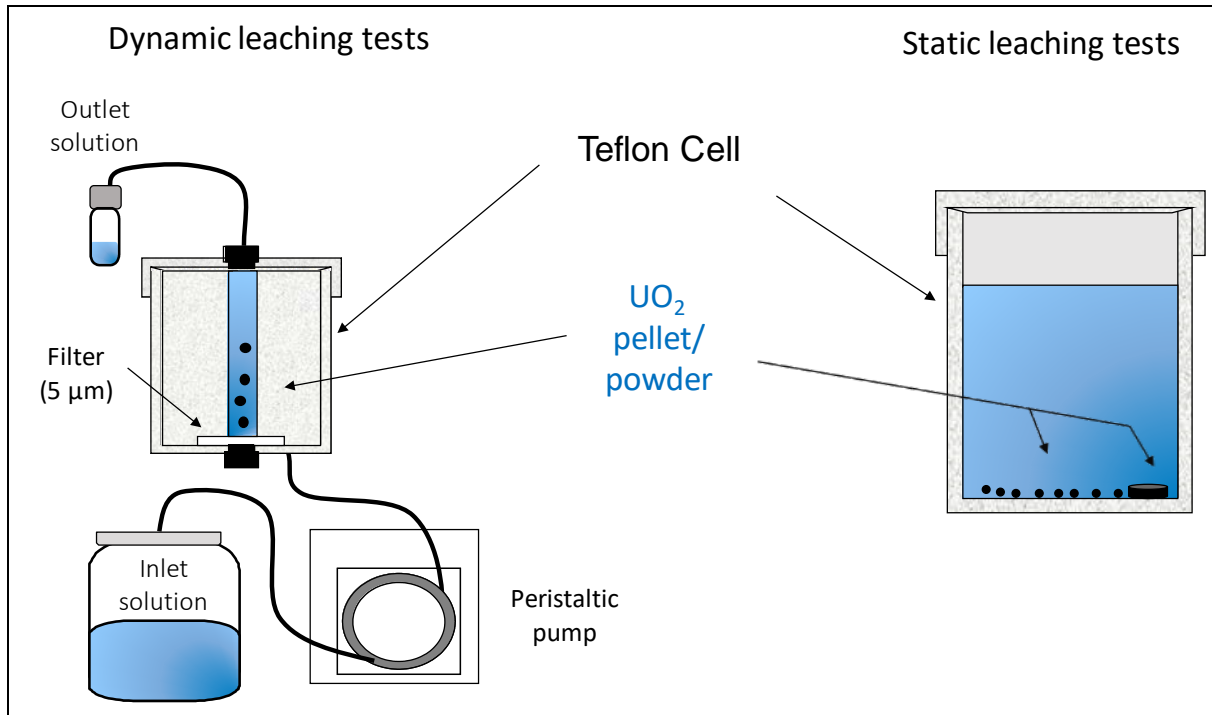 Dynamic leaching tests
Static leaching tests
Outlet
solution
Teflon Cell
UO₂
pellet/
powder
Filter
(5 µm)
Inlet
solution
Peristaltic
pump